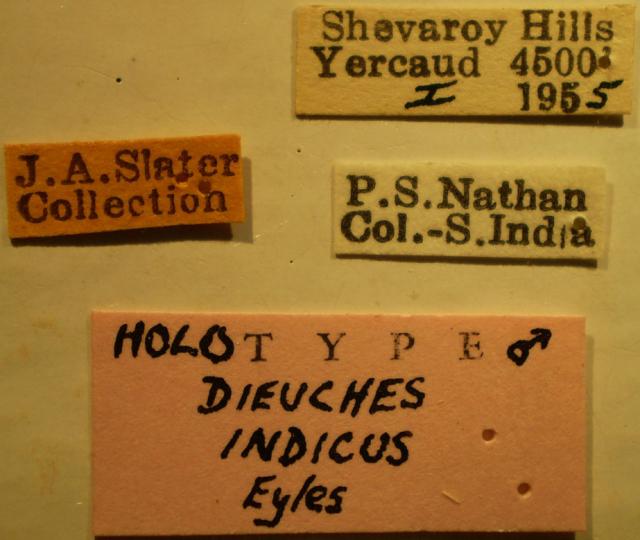 Shevaroy Hills
Yercaud 4500'
I 1955
J.A.Slater
Collection
P.S.Nathan
Col.-S.India
HOLOTYPE ♂
DIEUCHES
INDICUS
Eyles